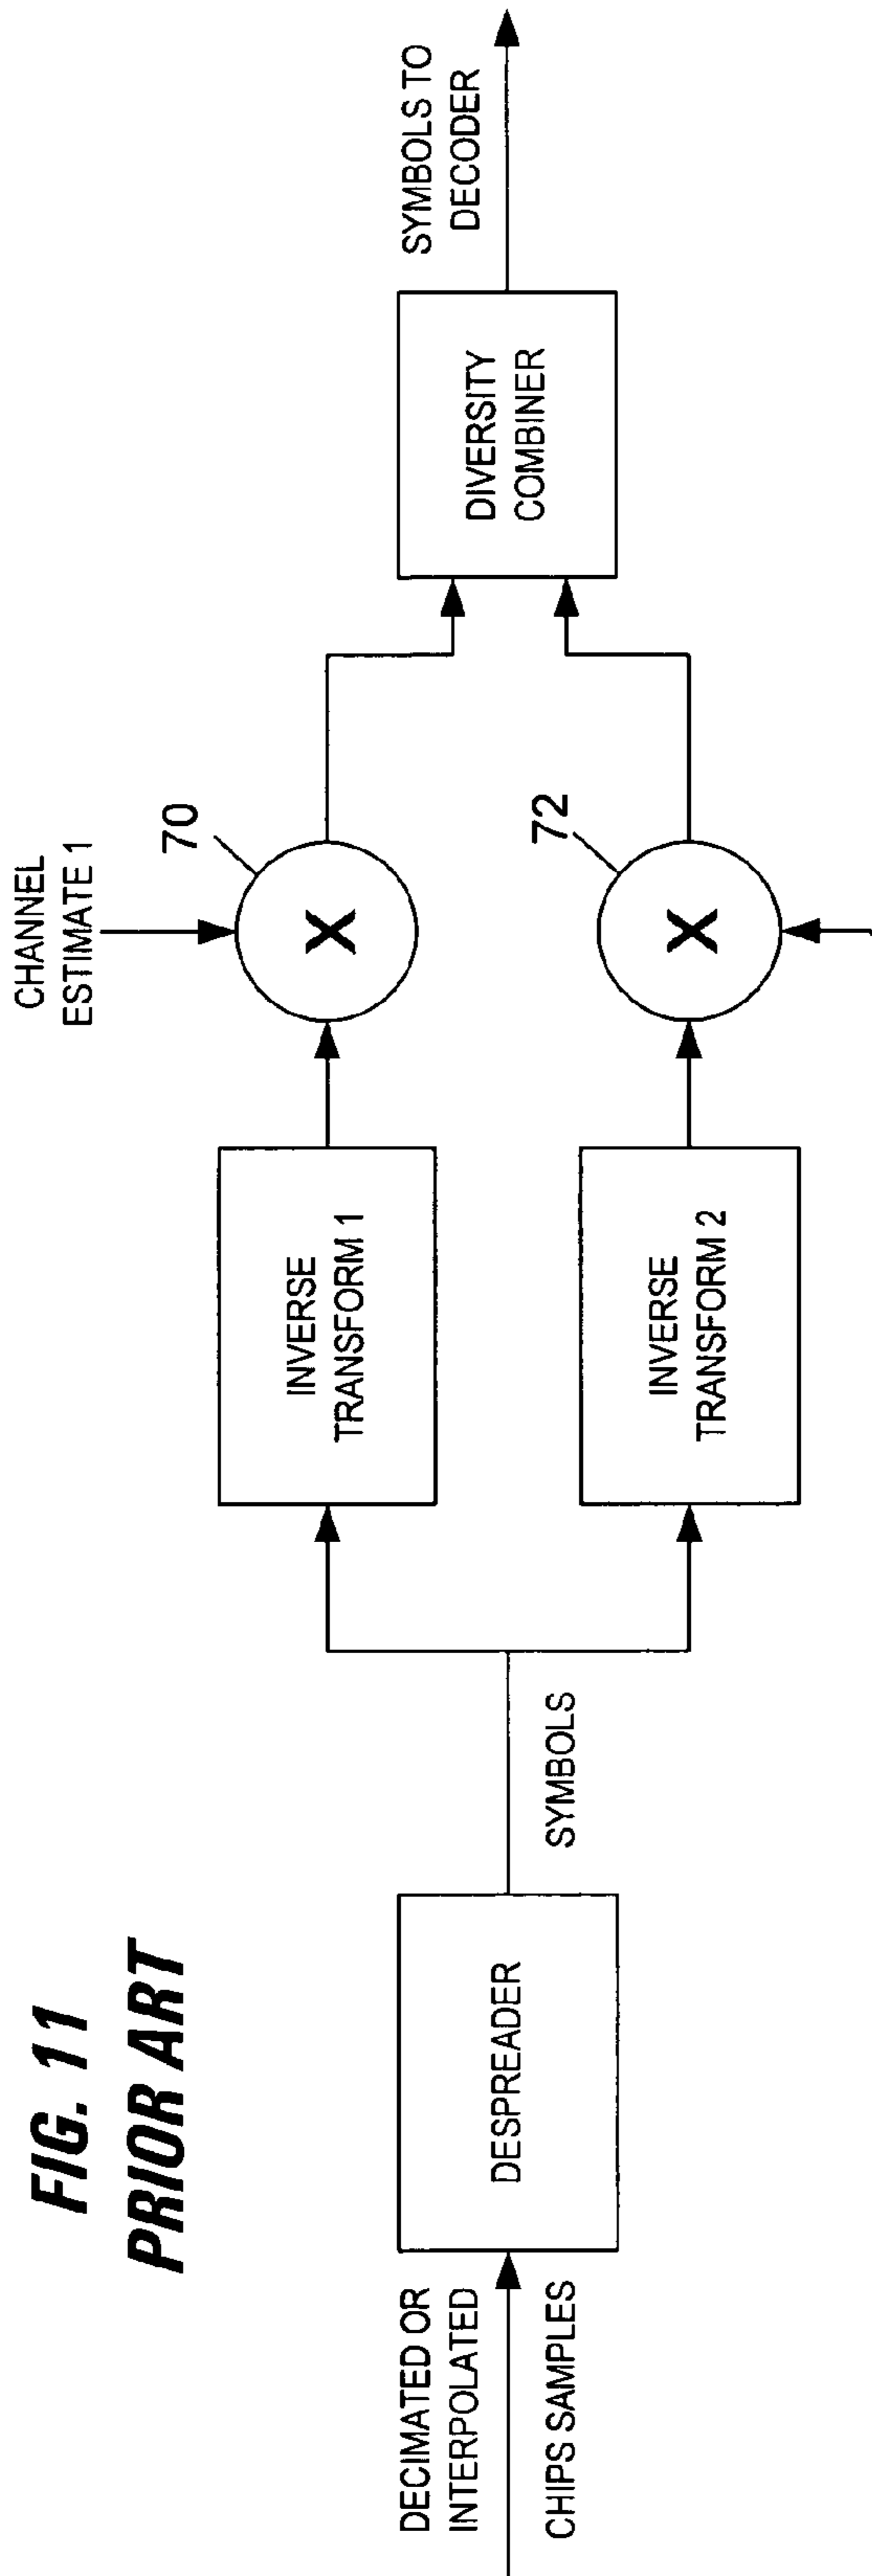 FIG. 11
PRIOR ART
DECIMATED OR
INTERPOLATED
CHIPS SAMPLES
DESPREADER
SYMBOLS
INVERSE
TRANSFORM 1
INVERSE
TRANSFORM 2
CHANNEL
ESTIMATE 1
70
X
72
X
DIVERSITY
COMBINER
SYMBOLS TO
DECODER